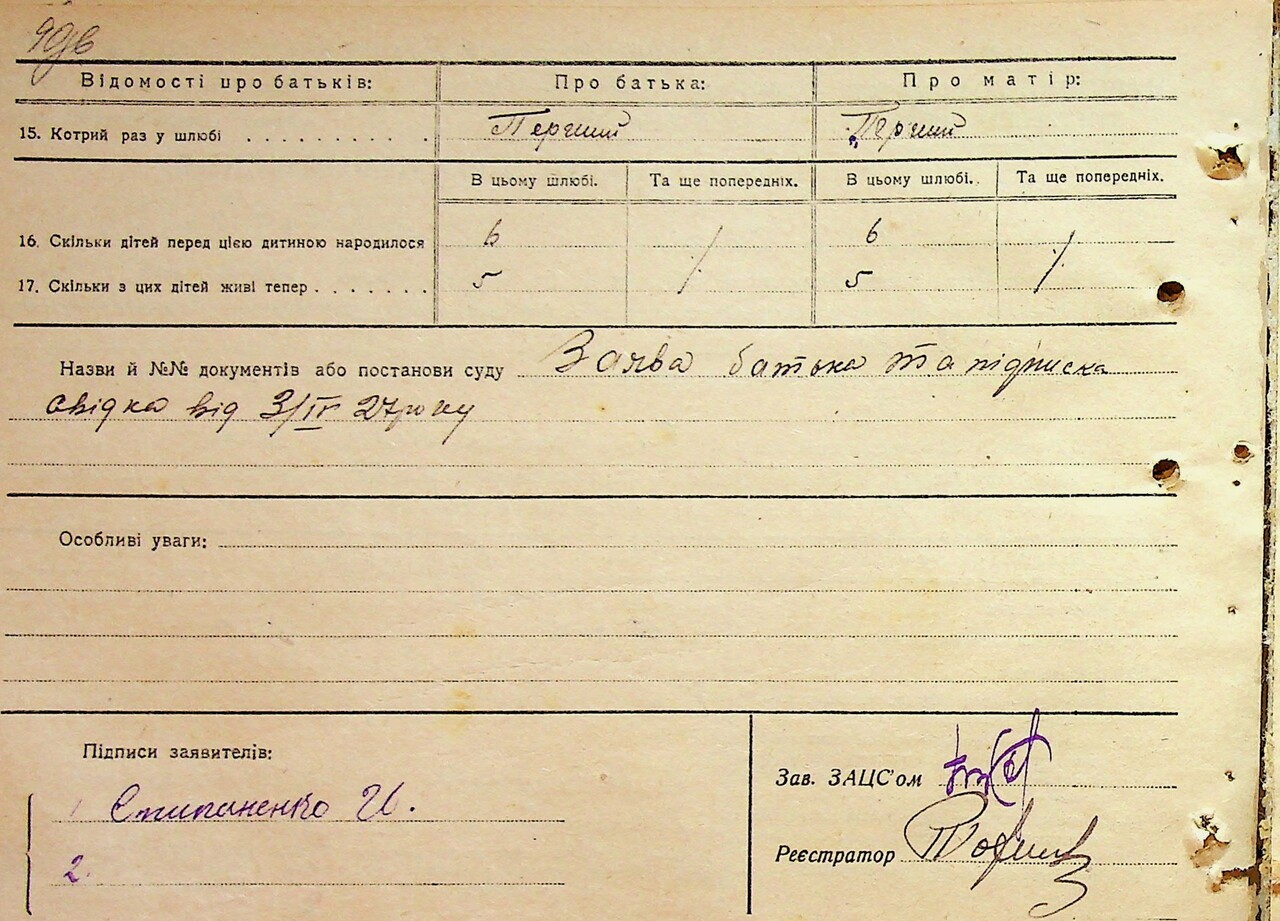 Відомості про батьків: Про батька: Про матір:
15. Котрий раз у шлюбі . . . . . . . . . . . Перший Перший
В цьому шлюбі. Та ще попередніх. В цьому шлюбі. Та ще попередніх.
16. Скільки дітей перед цією дитиною народилося 6 / 6 /
17. Скільки з цих дітей живі тепер . . . . . . . 5 5
Назви й №№ документів або постанови суду Заява батька та підписка
свідка від 3/IV 27 року
Особливі уваги:
Підписи заявителів:
Зав. ЗАЦС'ом
1 Стипаненко И.
Реєстратор
2.